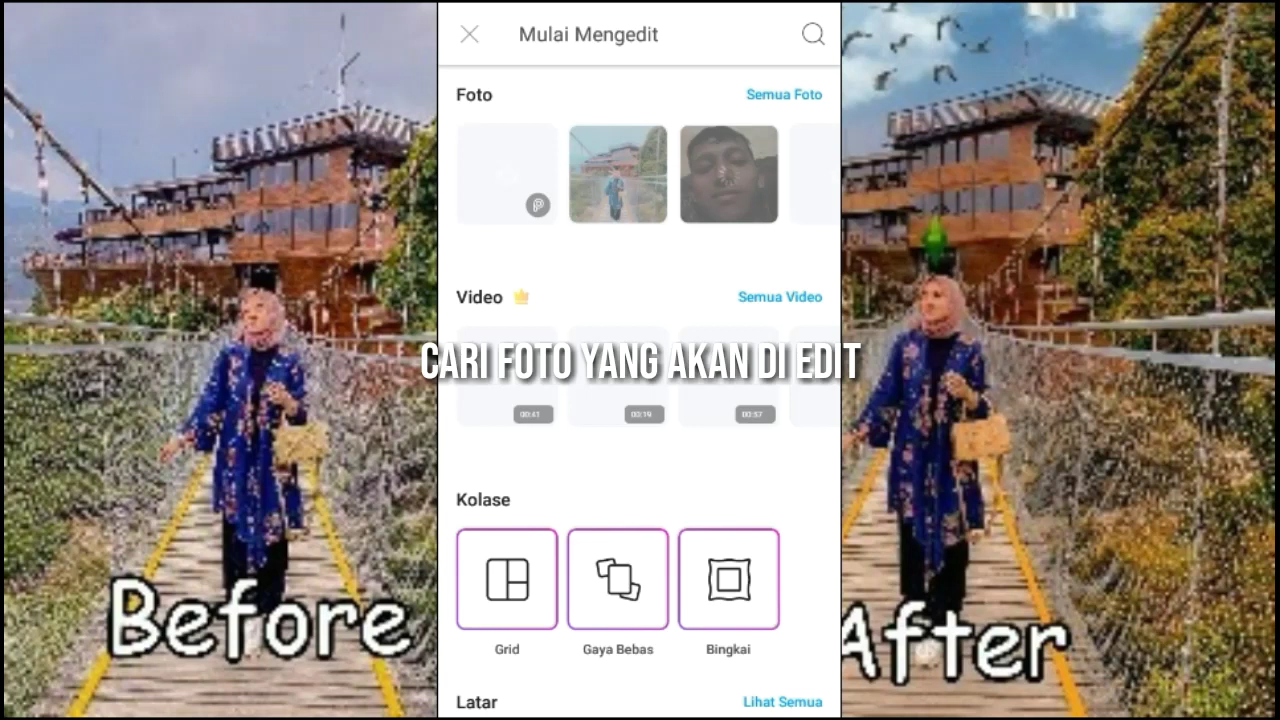 Mulai Mengedit
Foto
Semua Foto
Video
Semua Video
CARI FOTO YANG AKAN DI EDIT
00:41
00:19
00:57
Kolase
Before
After
Grid
Gaya Bebas
Bingkai
Latar
Lihat Semua